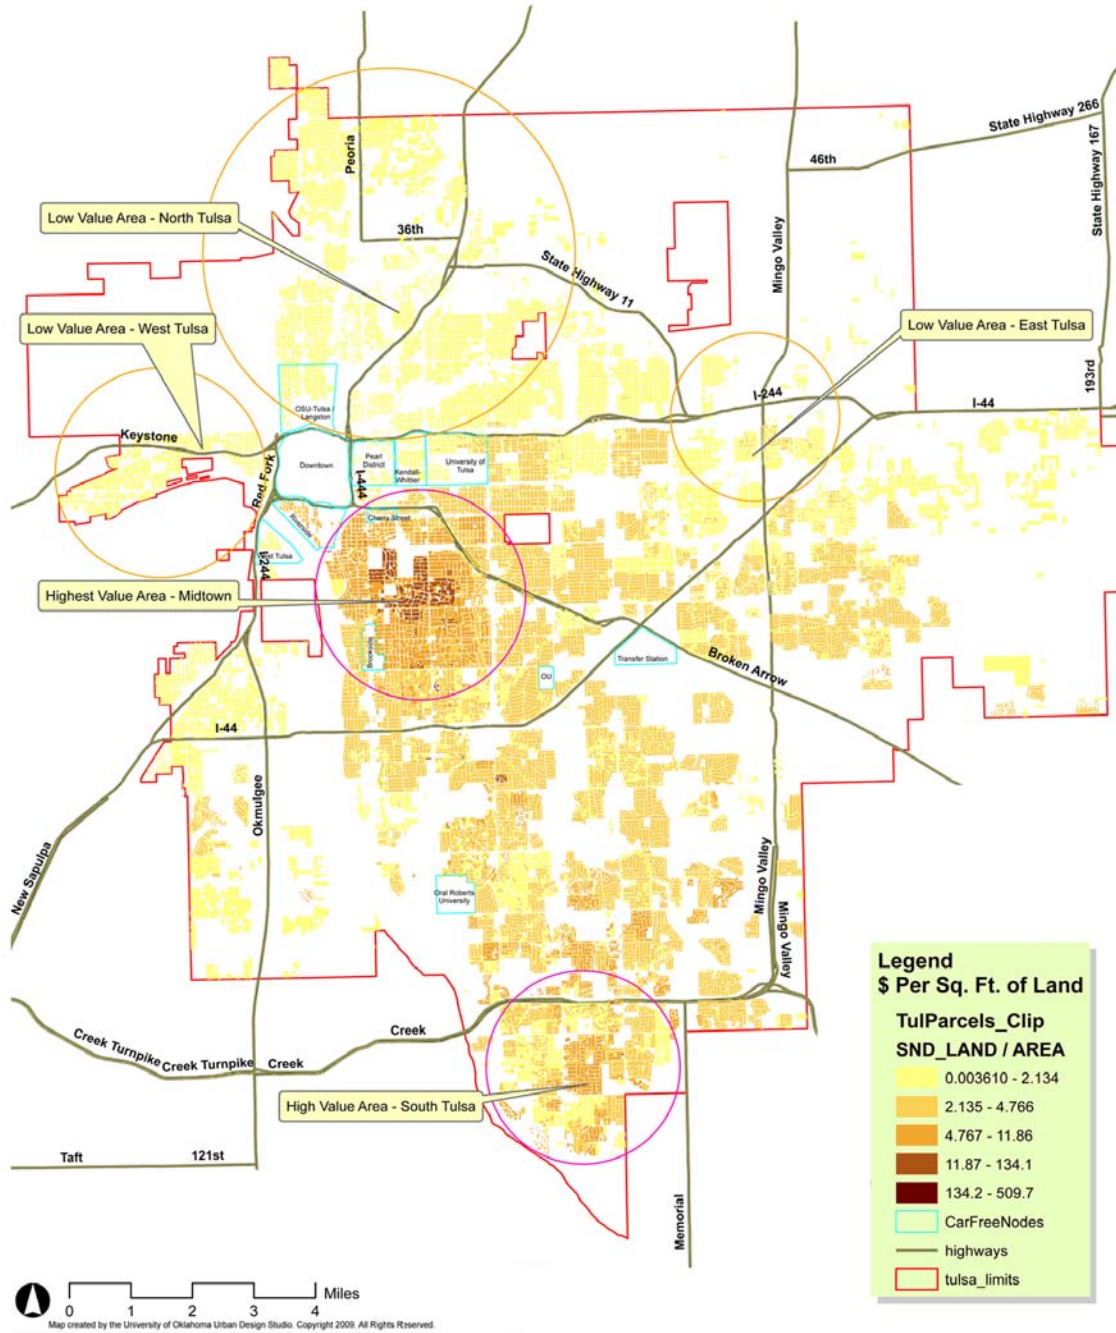 State Highway 266
State Highway 167
46th
Peoria
Mingo Valley
Low Value Area - North Tulsa
36th
State Highway 11
Low Value Area - West Tulsa
Low Value Area - East Tulsa
193rd
I-244
I-44
OSU-Tulsa /
Langston
Keystone
Red Fork
Downtown
Pearl
District
I-444
Kendall-
Whittier
University of
Tulsa
Cherry Street
Riverside
West Tulsa
I-244
Highest Value Area - Midtown
Brookside
OU
Transfer Station
Broken Arrow
I-44
Okmulgee
New Sapulpa
Oral Roberts
University
Mingo Valley
Mingo Valley
Creek Turnpike
Creek Turnpike
Creek
Creek
High Value Area - South Tulsa
Taft
121st
Memorial
Legend
$ Per Sq. Ft. of Land
TulParcels_Clip
SND_LAND / AREA
0.003610 - 2.134
2.135 - 4.766
4.767 - 11.86
11.87 - 134.1
134.2 - 509.7
CarFreeNodes
highways
tulsa_limits
Miles
0 1 2 3 4
Map created by the University of Oklahoma Urban Design Studio. Copyright 2009. All Rights Reserved.